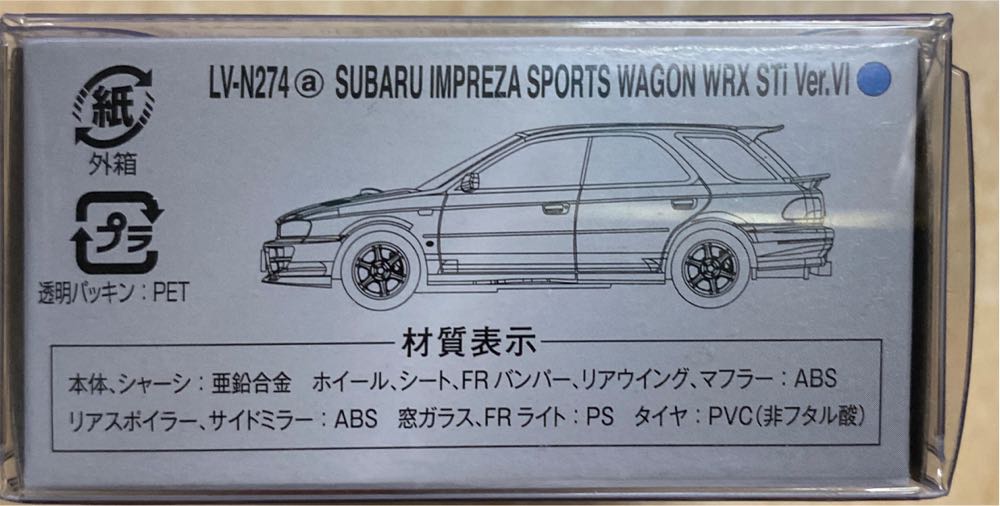 LV-N274 ⓐ SUBARU IMPREZA SPORTS WAGON WRX STi Ver.VI
紙
外箱
プラ
透明パッキン：PET
材質表示
本体、シャーシ：亜鉛合金　ホイール、シート、FRバンパー、リアウイング、マフラー：ABS
リアスポイラー、サイドミラー：ABS　窓ガラス、FRライト：PS　タイヤ：PVC（非フタル酸）